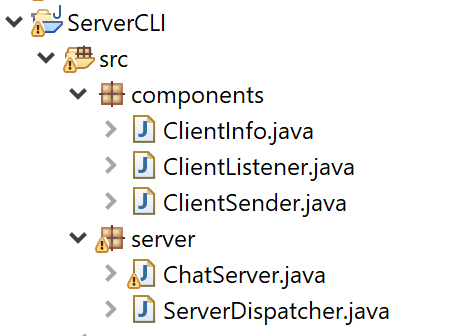 ServerCLI
src
components
ClientInfo.java
ClientListener.java
ClientSender.java
server
ChatServer.java
ServerDispatcher.java